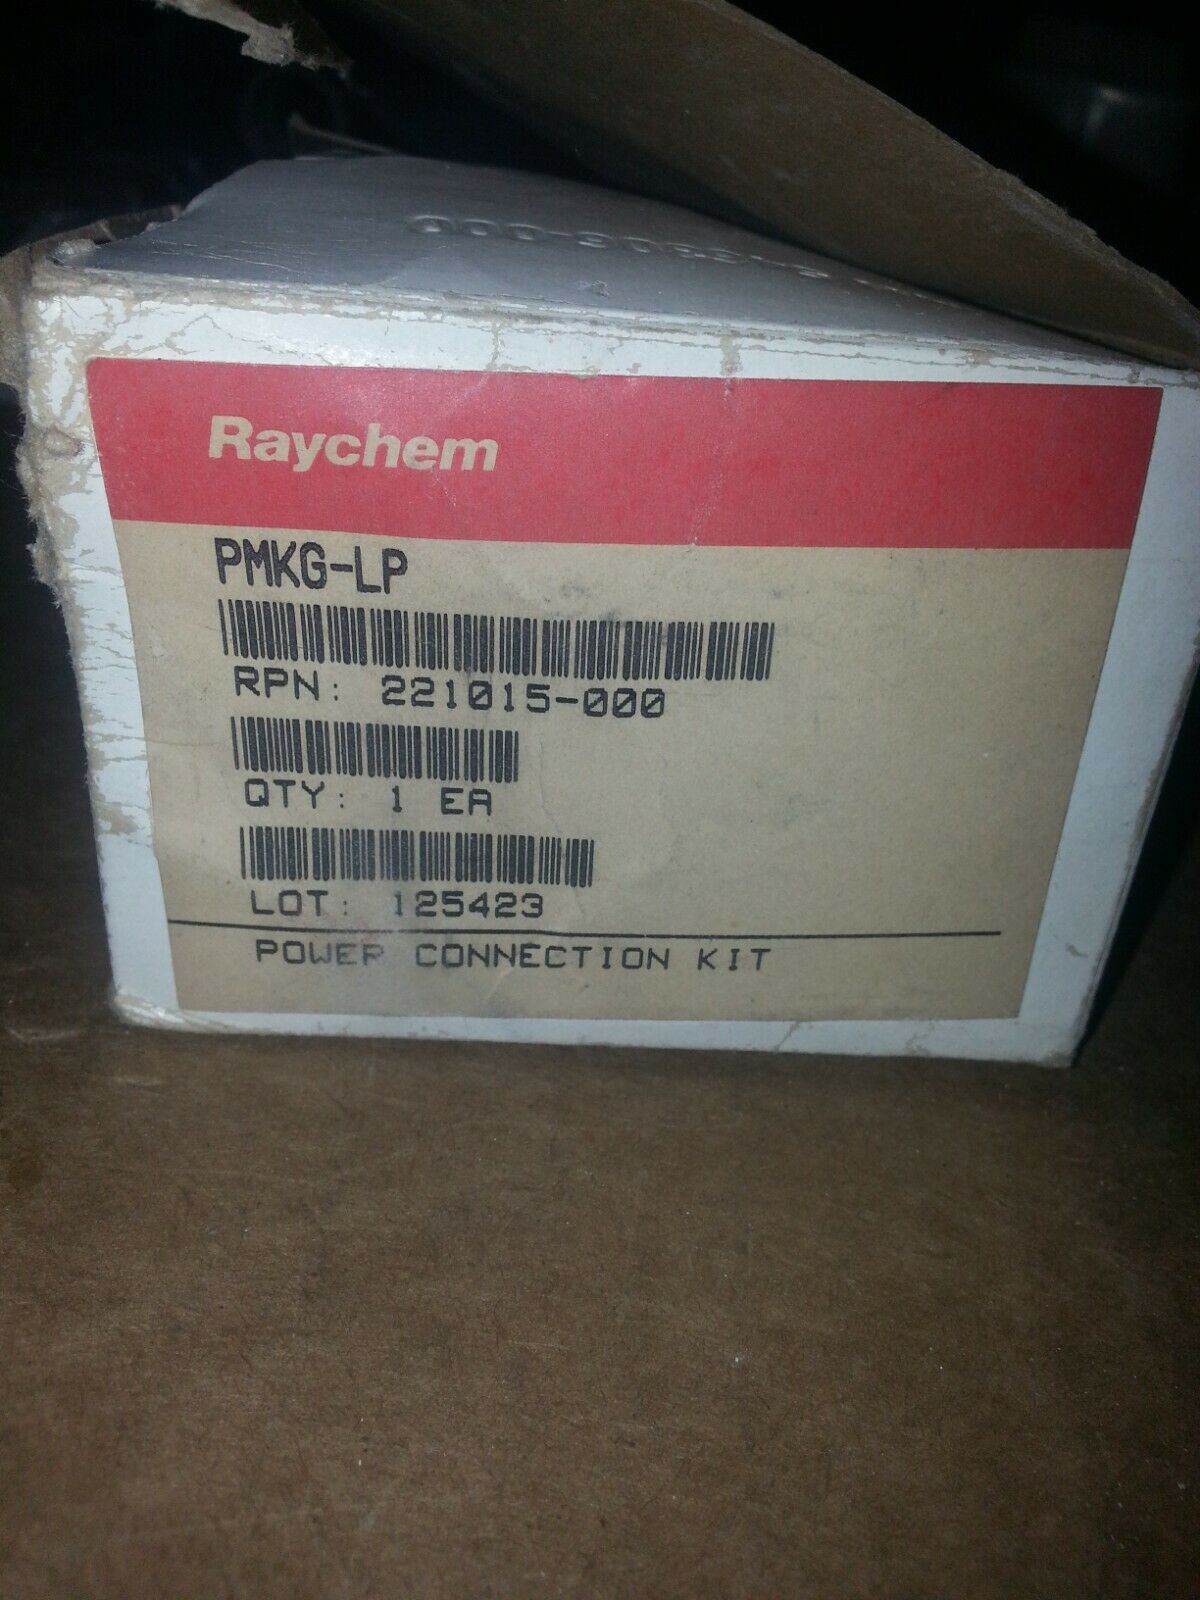 Raychem
PMKG-LP
RPN: 221015-000
QTY: 1 EA
LOT: 125423
POWER CONNECTION KIT